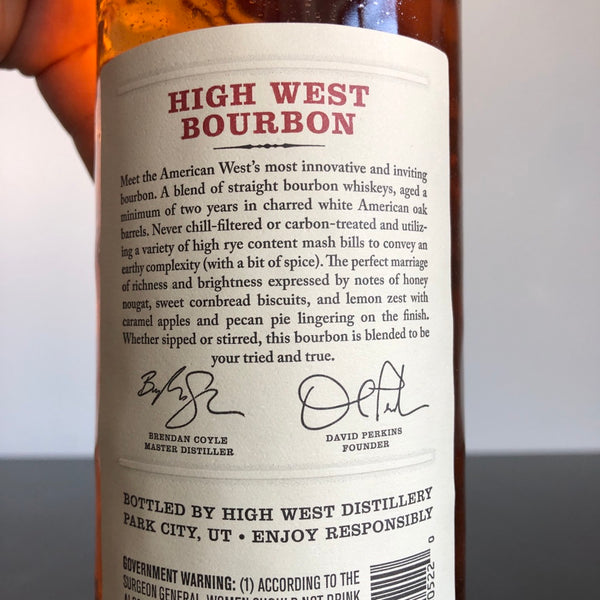 HIGH WEST
BOURBON
Meet the American West's most innovative and inviting
bourbon. A blend of straight bourbon whiskeys, aged a
minimum of two years in charred white American oak
barrels. Never chill-filtered or carbon-treated and utiliz-
ing a variety of high rye content mash bills to convey an
earthy complexity (with a bit of spice). The perfect marriage
of richness and brightness expressed by notes of honey
nougat, sweet cornbread biscuits, and lemon zest with
caramel apples and pecan pie lingering on the finish.
Whether sipped or stirred, this bourbon is blended to be
your tried and true.
BRENDAN COYLE
MASTER DISTILLER
DAVID PERKINS
FOUNDER
BOTTLED BY HIGH WEST DISTILLERY
PARK CITY, UT • ENJOY RESPONSIBLY
GOVERNMENT WARNING: (1) ACCORDING TO THE
SURGEON GENERAL, WOMEN SHOULD NOT DRINK
00522 0